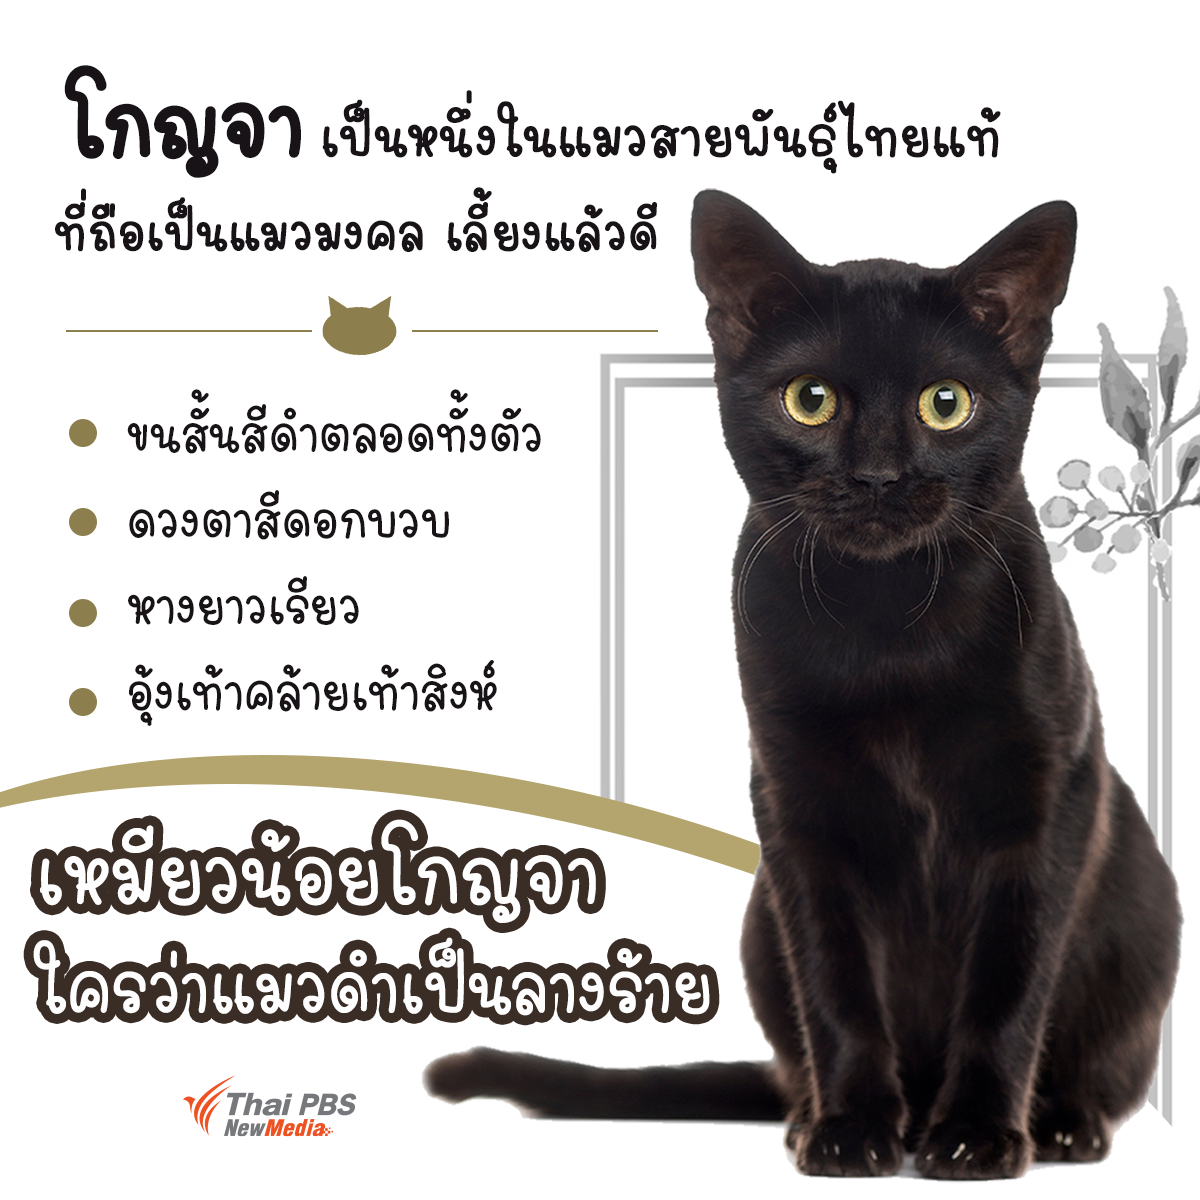 โกญจา เป็นหนึ่งในแมวสายพันธุ์ไทยแท้
ที่ถือเป็นแมวมงคล เลี้ยงแล้วดี
ขนสั้นสีดำตลอดทั้งตัว
ดวงตาสีดอกบวบ
หางยาวเรียว
อุ้งเท้าคล้ายเท้าสิงห์
เหมียวน้อยโกญจา
ใครว่าแมวดำเป็นลางร้าย
Thai PBS
NewMedia